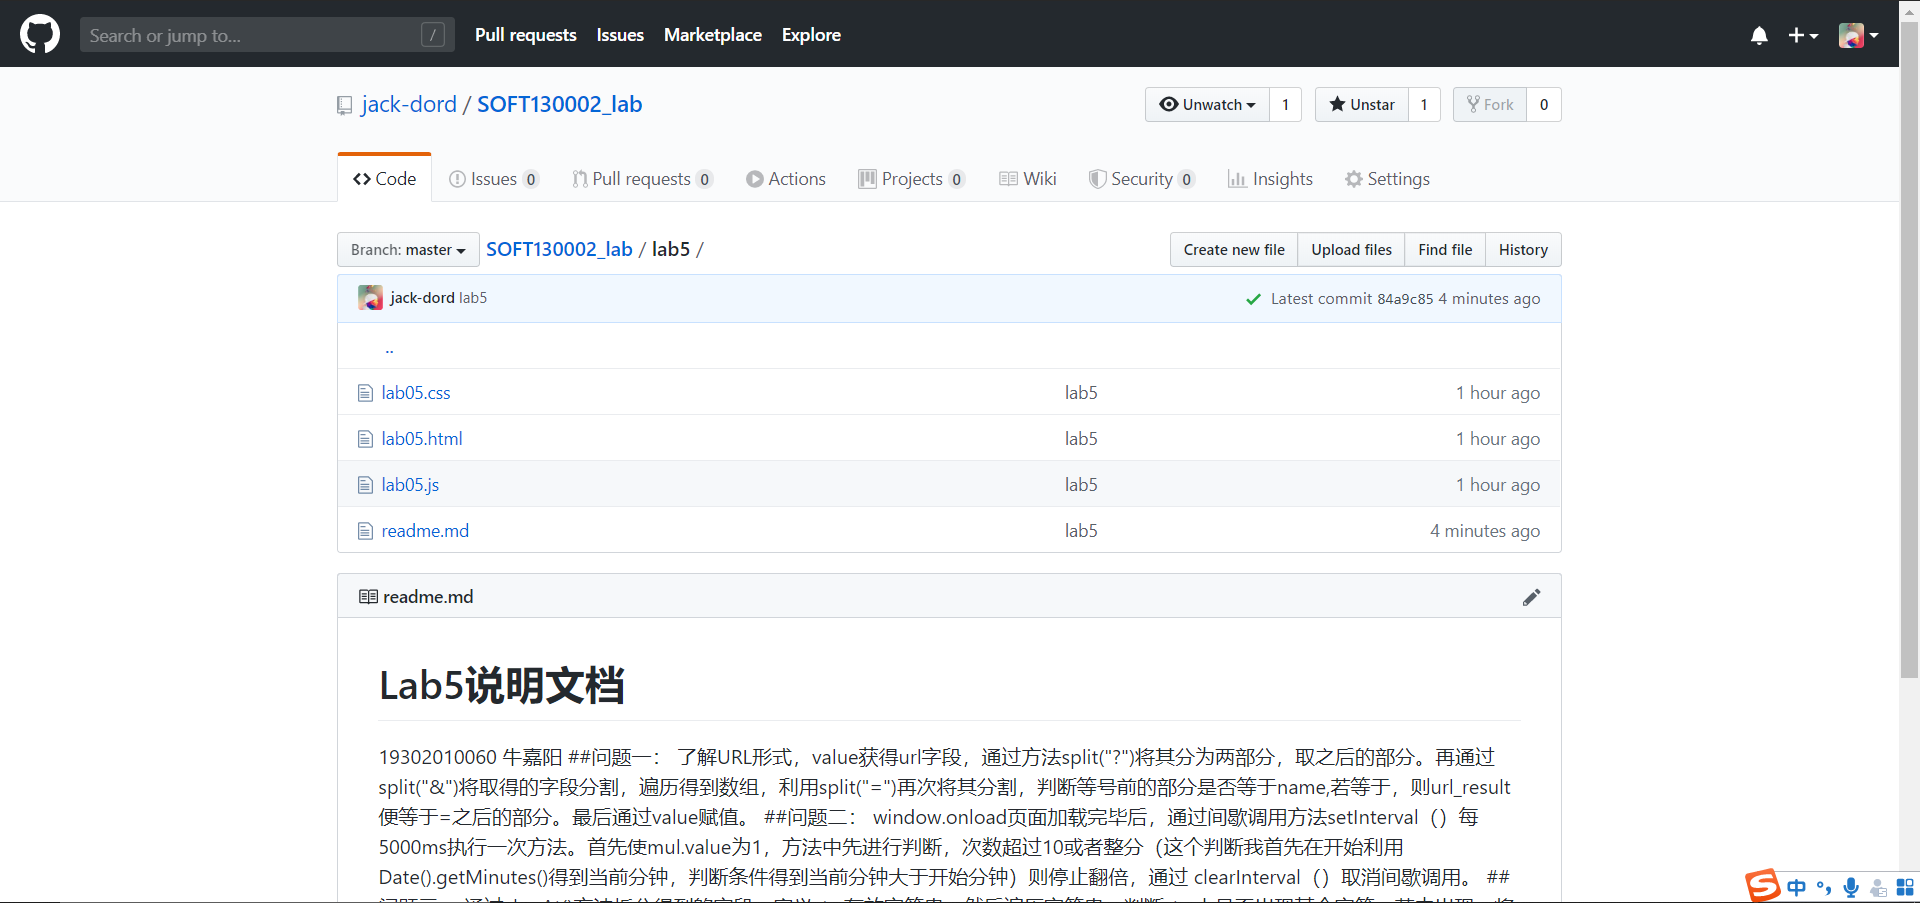 Search or jump to... /
Pull requests Issues Marketplace Explore
jack-dord / SOFT130002_lab
Unwatch 1 Unstar 1 Fork 0
Code Issues 0 Pull requests 0 Actions Projects 0 Wiki Security 0 Insights Settings
Branch: master SOFT130002_lab / lab5 /
Create new file Upload files Find file History
jack-dord lab5 Latest commit 84a9c85 4 minutes ago
..
lab05.css lab5 1 hour ago
lab05.html lab5 1 hour ago
lab05.js lab5 1 hour ago
readme.md lab5 4 minutes ago
readme.md
Lab5说明文档
19302010060 牛嘉阳 ##问题一： 了解URL形式，value获得url字段，通过方法split("?")将其分为两部分，取之后的部分。再通过
split("&")将取得的字段分割，遍历得到数组，利用split("=")再次将其分割，判断等号前的部分是否等于name,若等于，则url_result
便等于=之后的部分。最后通过value赋值。 ##问题二： window.onload页面加载完毕后，通过间歇调用方法setInterval（）每
5000ms执行一次方法。首先使mul.value为1，方法中先进行判断，次数超过10或者整分（这个判断我首先在开始利用
Date().getMinutes()得到当前分钟，判断条件得到当前分钟大于开始分钟）则停止翻倍，通过 clearInterval（）取消间歇调用。 ##
中